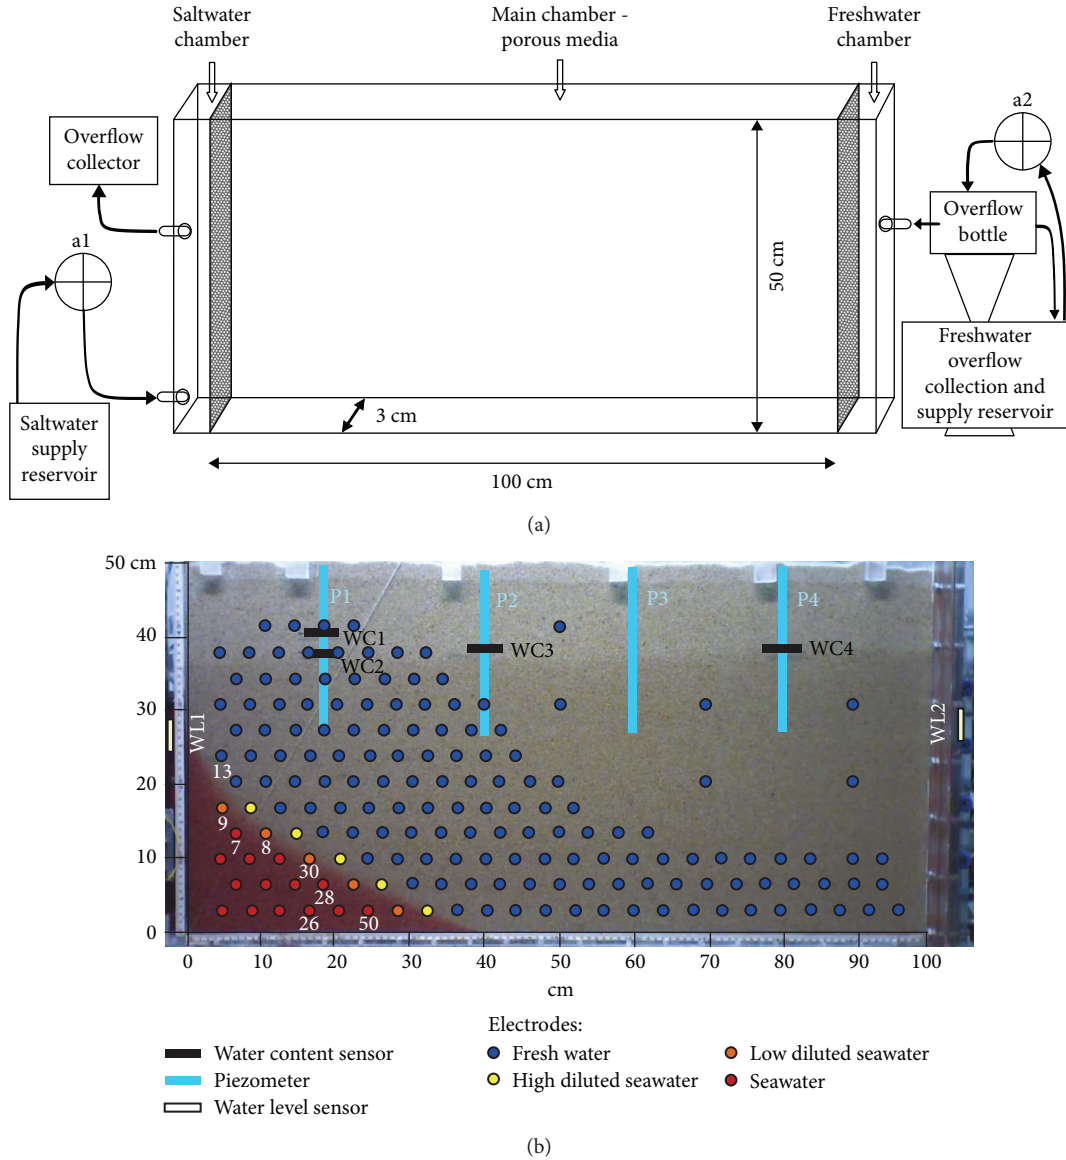 Saltwater
chamber
Main chamber -
porous media
Freshwater
chamber
a2
Overflow
collector
Overflow
bottle
a1
50 cm
Freshwater
overflow
collection and
supply reservoir
3 cm
Saltwater
supply
reservoir
100 cm
(a)
50 cm
P1
P2
P3
P4
40
WC1
WC2
WC3
WC4
30
WL1
WL2
13
20
9
7
8
10
30
28
26
50
0
0
10
20
30
40
50
60
70
80
90
100
cm
Electrodes:
Water content sensor
Fresh water
Low diluted seawater
Piezometer
High diluted seawater
Seawater
Water level sensor
(b)